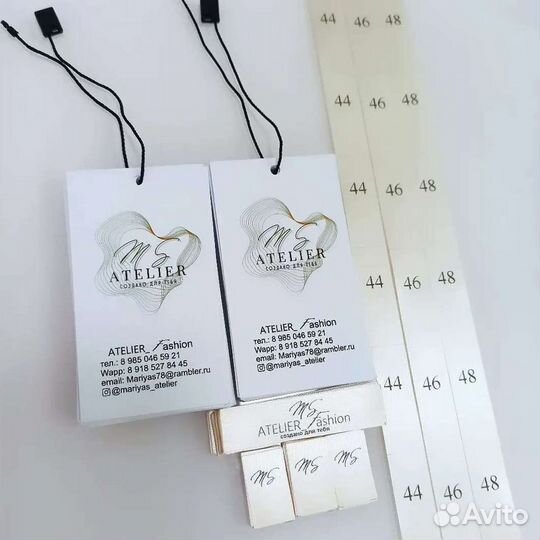 MS
ATELIER
СОЗДАНО ДЛЯ ТЕБЯ
ATELIER_Fashion
тел.: 8 985 046 59 21
Wapp: 8 918 527 84 45
email: Mariyas78@rambler.ru
@mariyas_atelier
MS
ATELIER
СОЗДАНО ДЛЯ ТЕБЯ
ATELIER_Fashion
тел.: 8 985 046 59 21
Wapp: 8 918 527 84 45
email: Mariyas78@rambler.ru
@mariyas_atelier
MS
ATELIER_Fashion
создано для тебя
MS
MS
MS
44 46 48
44 46 48
44 46 48
44 46 48
44 46 48
44 46 48
Avito